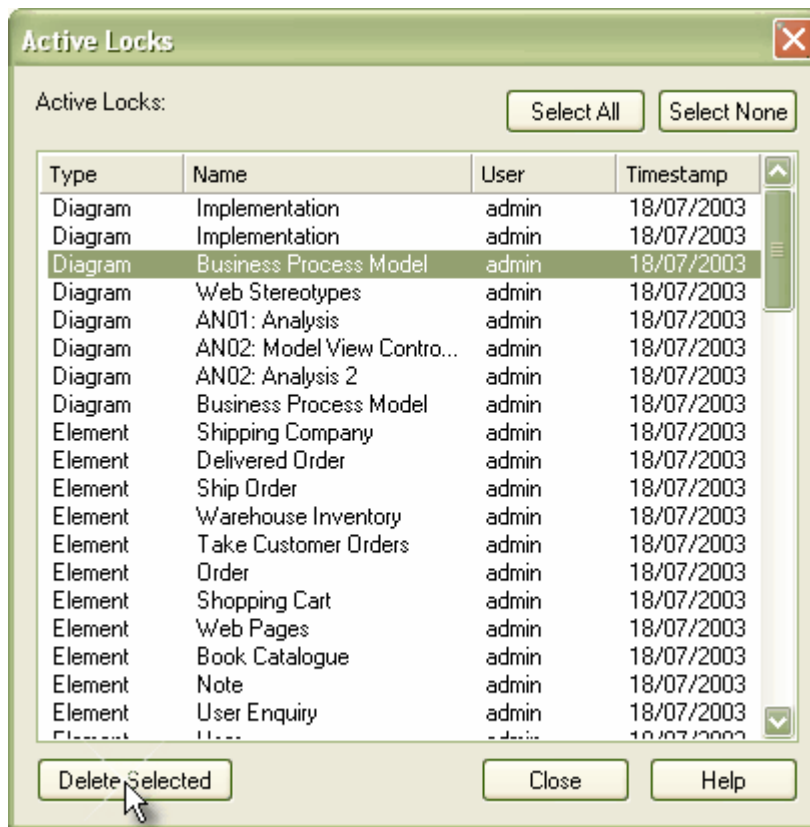 Active Locks
Active Locks:
Select All Select None
Type Name User Timestamp
Diagram Implementation admin 18/07/2003
Diagram Implementation admin 18/07/2003
Diagram Business Process Model admin 18/07/2003
Diagram Web Stereotypes admin 18/07/2003
Diagram AN01: Analysis admin 18/07/2003
Diagram AN02: Model View Contro... admin 18/07/2003
Diagram AN02: Analysis 2 admin 18/07/2003
Diagram Business Process Model admin 18/07/2003
Element Shipping Company admin 18/07/2003
Element Delivered Order admin 18/07/2003
Element Ship Order admin 18/07/2003
Element Warehouse Inventory admin 18/07/2003
Element Take Customer Orders admin 18/07/2003
Element Order admin 18/07/2003
Element Shopping Cart admin 18/07/2003
Element Web Pages admin 18/07/2003
Element Book Catalogue admin 18/07/2003
Element Note admin 18/07/2003
Element User Enquiry admin 18/07/2003
Delete Selected Close Help